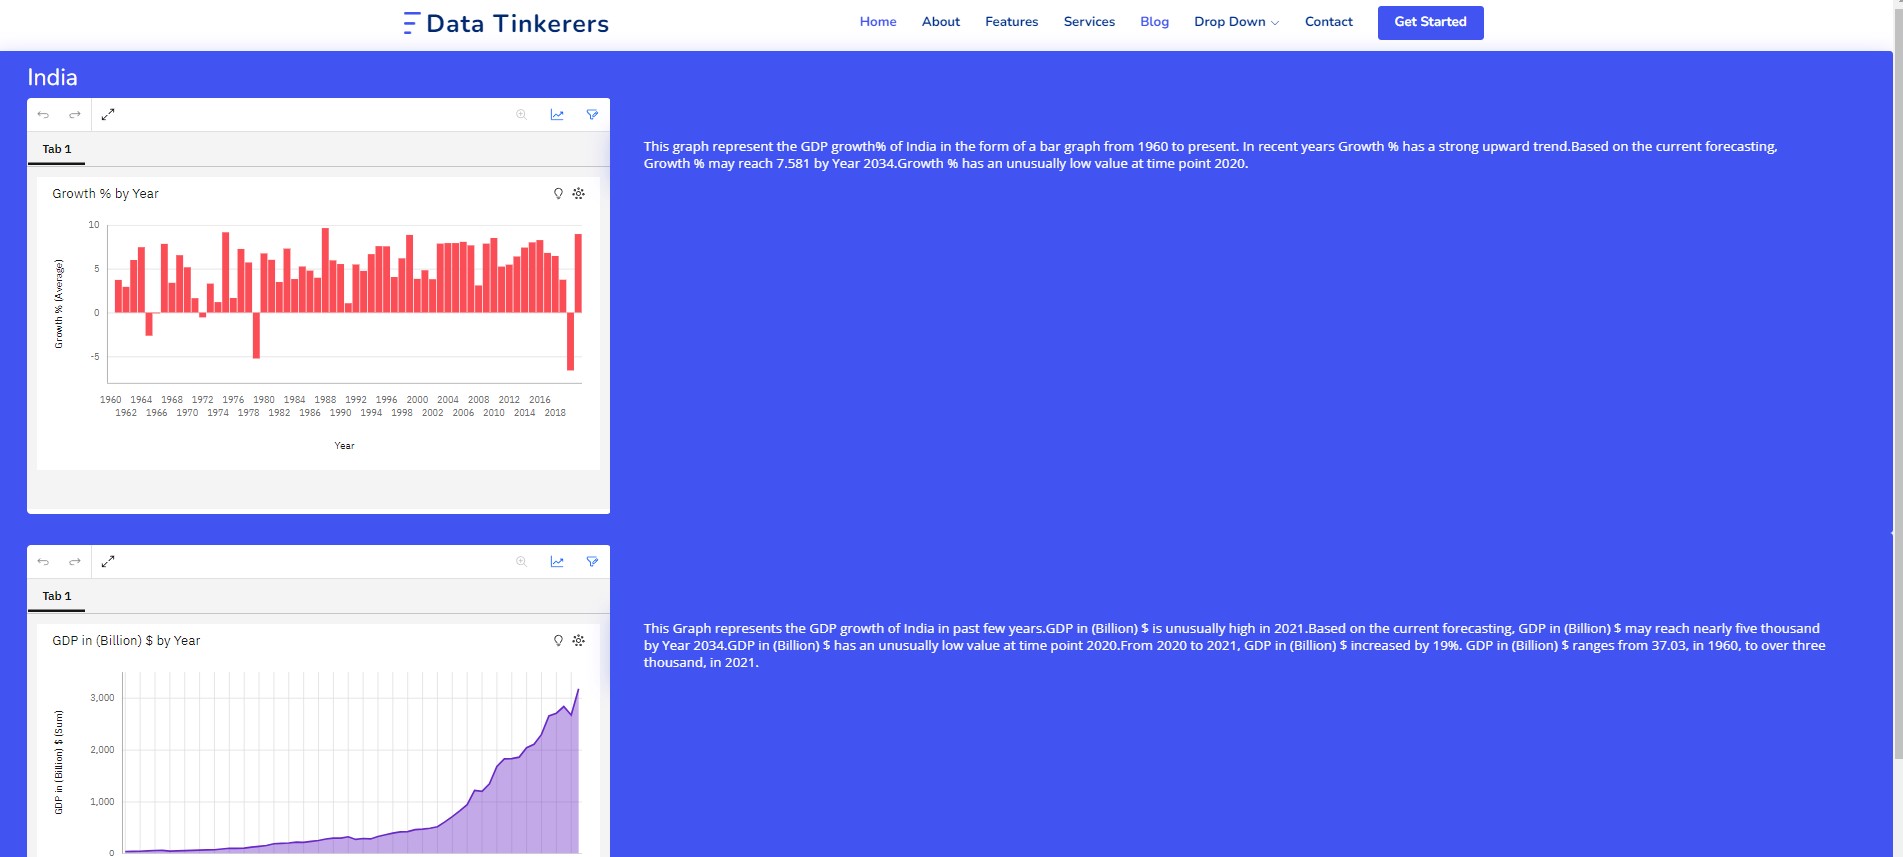 Data Tinkerers
Home About Features Services Blog Drop Down Contact Get Started
India
Tab 1
This graph represent the GDP growth% of India in the form of a bar graph from 1960 to present. In recent years Growth % has a strong upward trend.Based on the current forecasting,
Growth % may reach 7.581 by Year 2034.Growth % has an unusually low value at time point 2020.
Growth % by Year
10
5
0
-5
Growth % (Average)
1960 1964 1968 1972 1976 1980 1984 1988 1992 1996 2000 2004 2008 2012 2016
1962 1966 1970 1974 1978 1982 1986 1990 1994 1998 2002 2006 2010 2014 2018
Year
Tab 1
This Graph represents the GDP growth of India in past few years.GDP in (Billion) $ is unusually high in 2021.Based on the current forecasting, GDP in (Billion) $ may reach nearly five thousand
by Year 2034.GDP in (Billion) $ has an unusually low value at time point 2020.From 2020 to 2021, GDP in (Billion) $ increased by 19%. GDP in (Billion) $ ranges from 37.03, in 1960, to over three
thousand, in 2021.
GDP in (Billion) $ by Year
3,000
2,000
1,000
0
GDP in (Billion) $ (Sum)